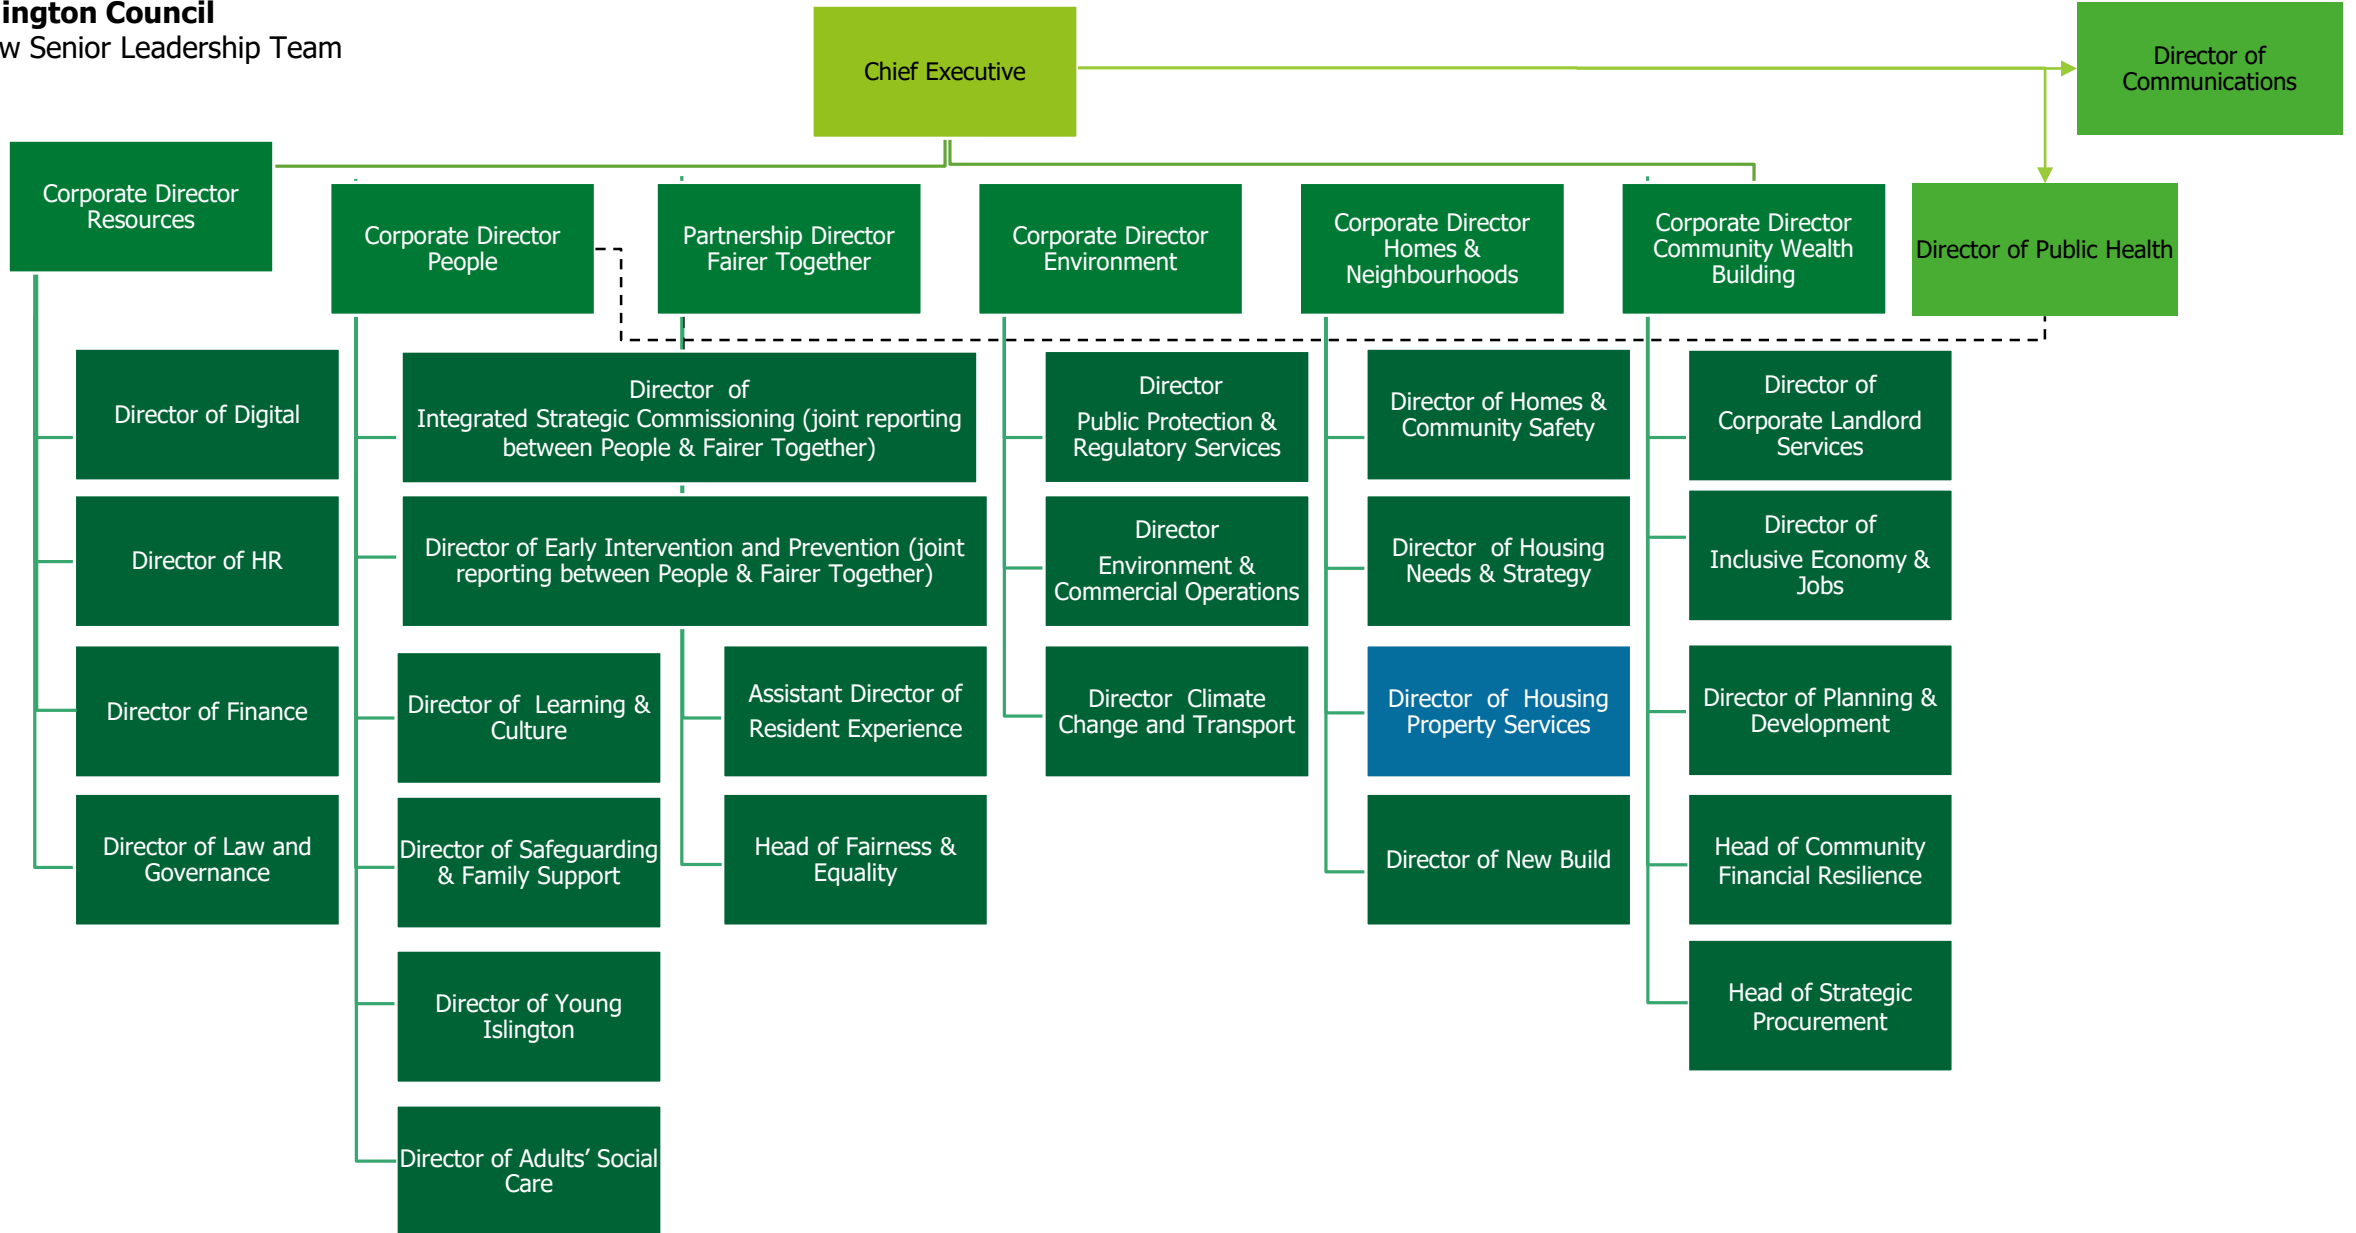 ington Council
w Senior Leadership Team
Chief Executive
Director of
Communications
Corporate Director
Resources
Corporate Director
People
Partnership Director
Fairer Together
Corporate Director
Environment
Corporate Director
Homes &
Neighbourhoods
Corporate Director
Community Wealth
Building
Director of Public Health
Director of Digital
Director of HR
Director of Finance
Director of Law and
Governance
Director of
Integrated Strategic Commissioning (joint reporting
between People & Fairer Together)
Director of Early Intervention and Prevention (joint
reporting between People & Fairer Together)
Director of Learning &
Culture
Director of Safeguarding
& Family Support
Director of Young
Islington
Director of Adults’ Social
Care
Assistant Director of
Resident Experience
Head of Fairness &
Equality
Director
Public Protection &
Regulatory Services
Director
Environment &
Commercial Operations
Director Climate
Change and Transport
Director of Homes &
Community Safety
Director of Housing
Needs & Strategy
Director of Housing
Property Services
Director of New Build
Director of
Corporate Landlord
Services
Director of
Inclusive Economy &
Jobs
Director of Planning &
Development
Head of Community
Financial Resilience
Head of Strategic
Procurement